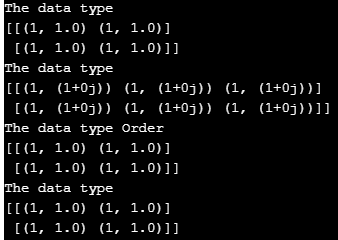 The data type
[[(1, 1.0) (1, 1.0)]
 [(1, 1.0) (1, 1.0)]]
The data type
[[(1, (1+0j)) (1, (1+0j)) (1, (1+0j))]
 [(1, (1+0j)) (1, (1+0j)) (1, (1+0j))]]
The data type Order
[[(1, 1.0) (1, 1.0)]
 [(1, 1.0) (1, 1.0)]]
The data type
[[(1, 1.0) (1, 1.0)]
 [(1, 1.0) (1, 1.0)]]